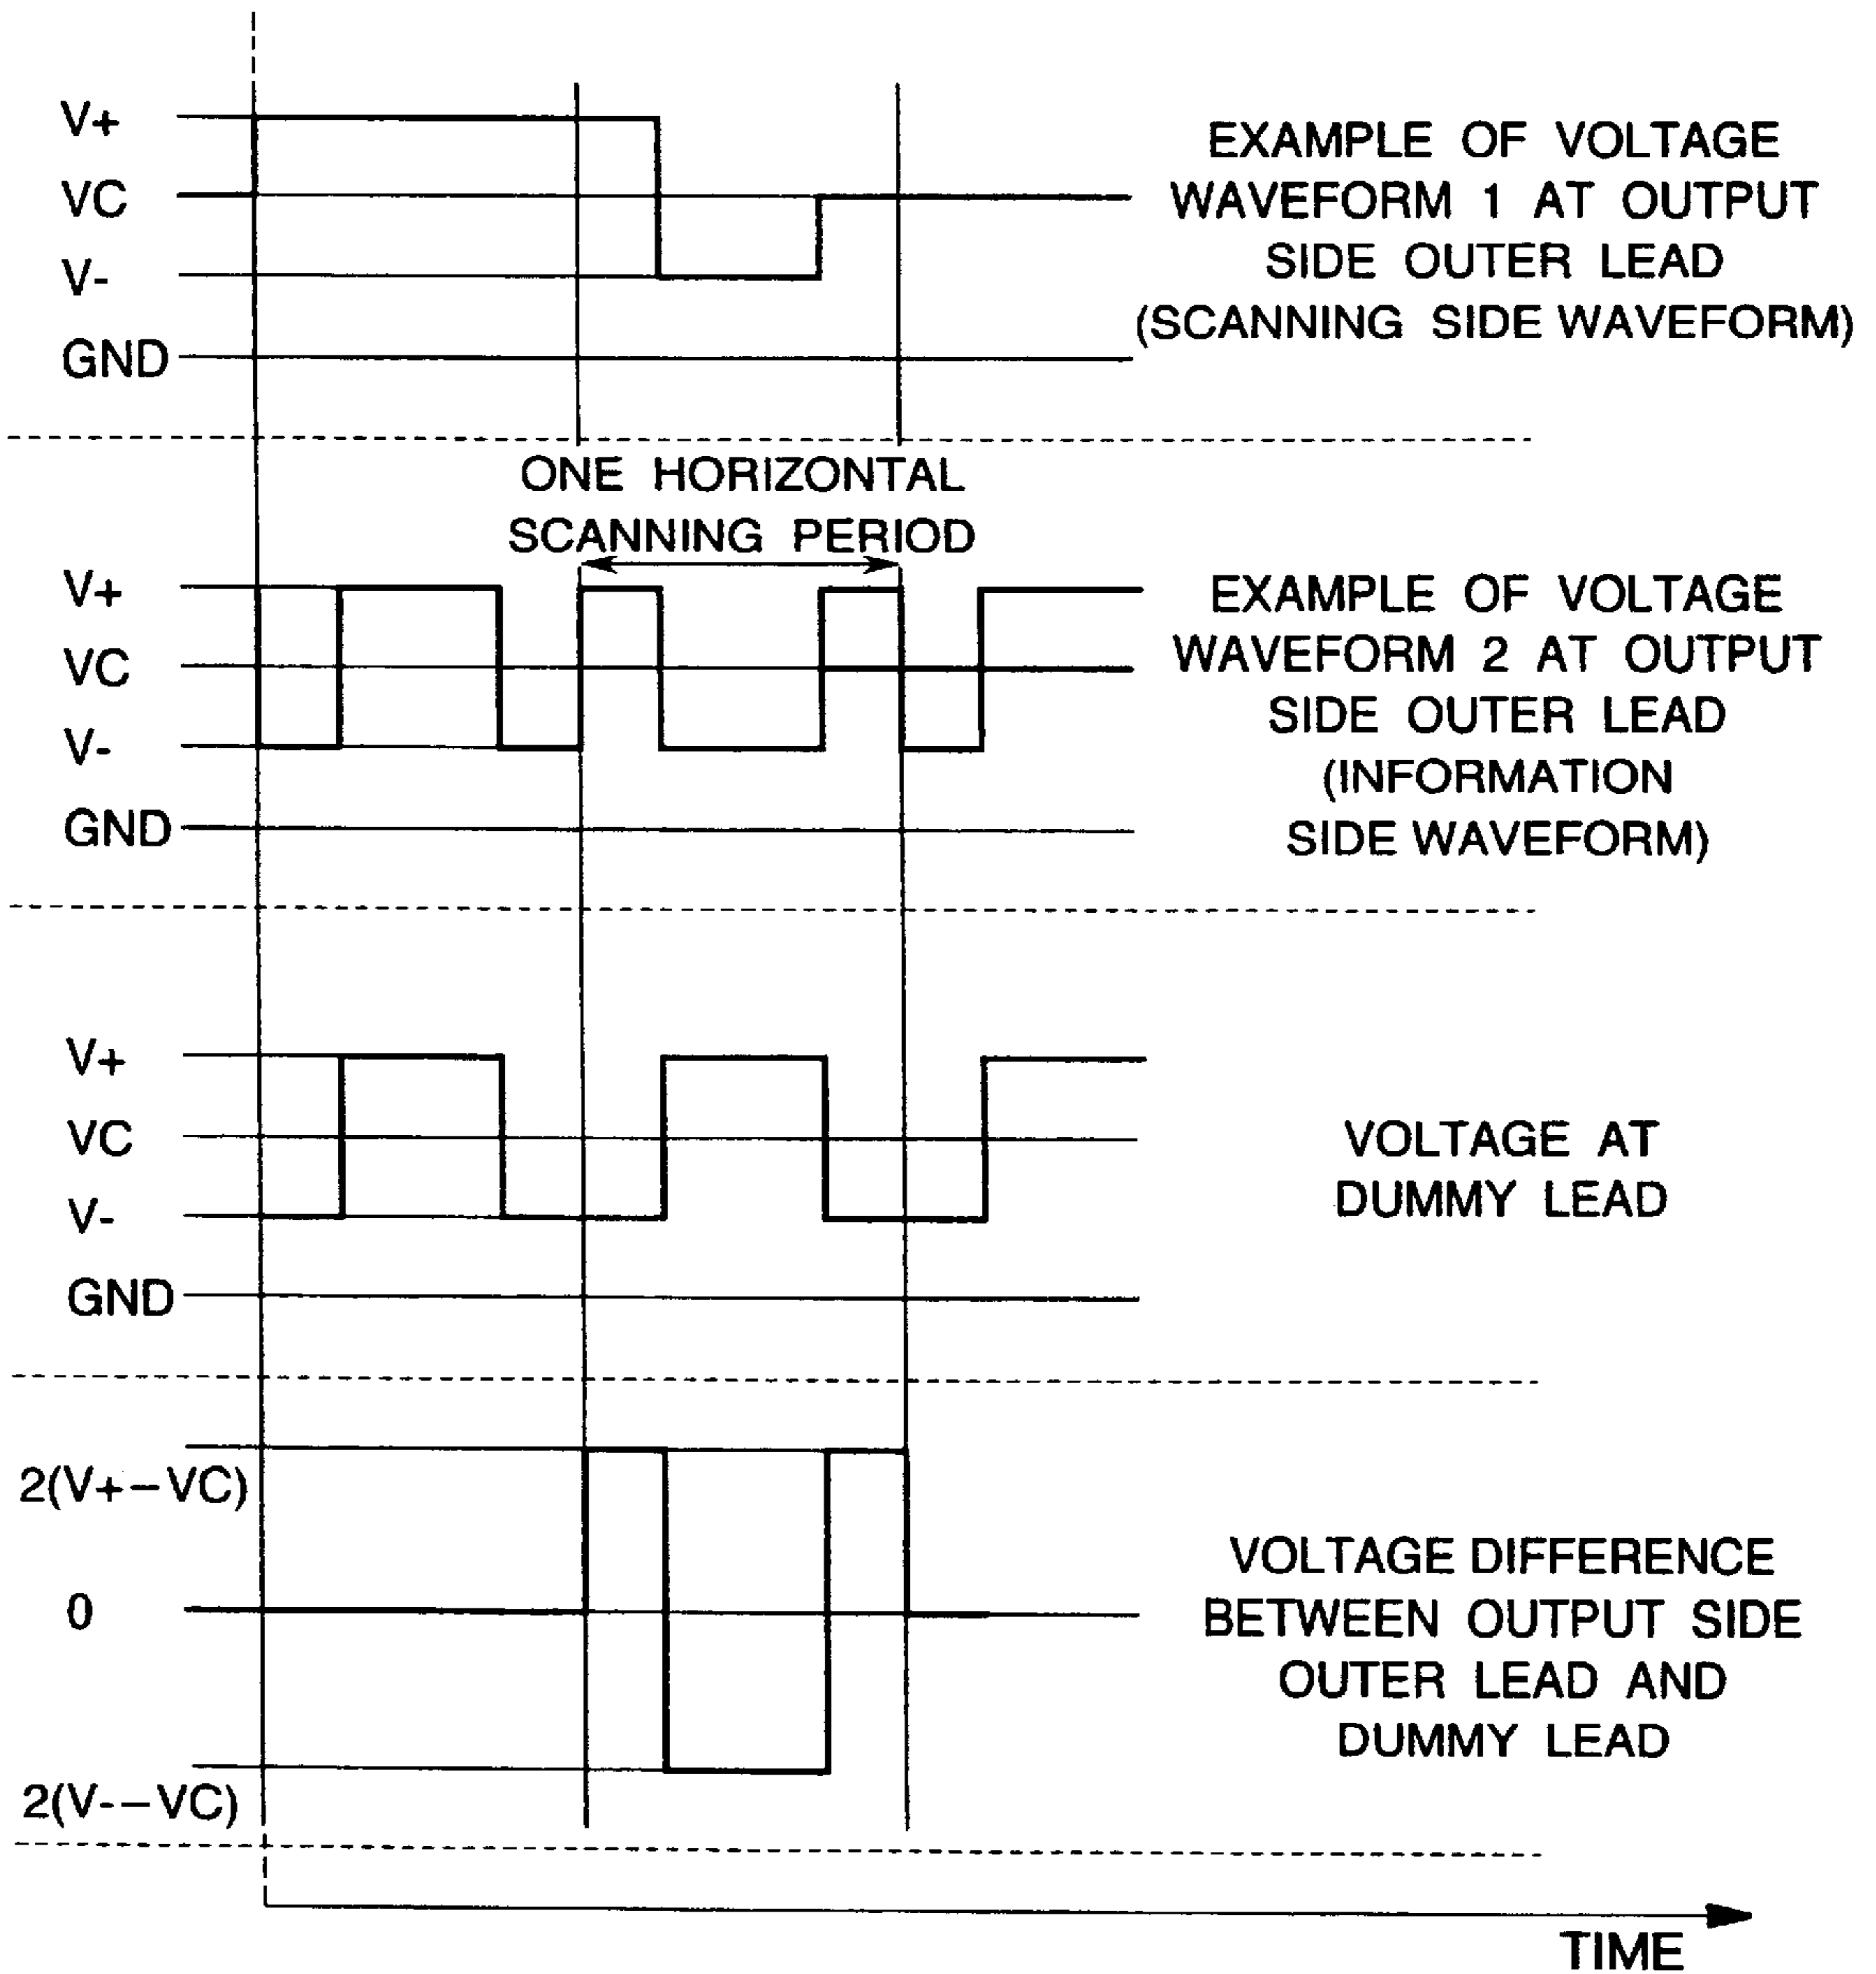 V+
VC
V-
GND
EXAMPLE OF VOLTAGE
WAVEFORM 1 AT OUTPUT
SIDE OUTER LEAD
(SCANNING SIDE WAVEFORM)
ONE HORIZONTAL
SCANNING PERIOD
V+
VC
V-
GND
EXAMPLE OF VOLTAGE
WAVEFORM 2 AT OUTPUT
SIDE OUTER LEAD
(INFORMATION
SIDE WAVEFORM)
V+
VC
V-
GND
VOLTAGE AT
DUMMY LEAD
2(V+−VC)
0
2(V-−VC)
VOLTAGE DIFFERENCE
BETWEEN OUTPUT SIDE
OUTER LEAD AND
DUMMY LEAD
TIME